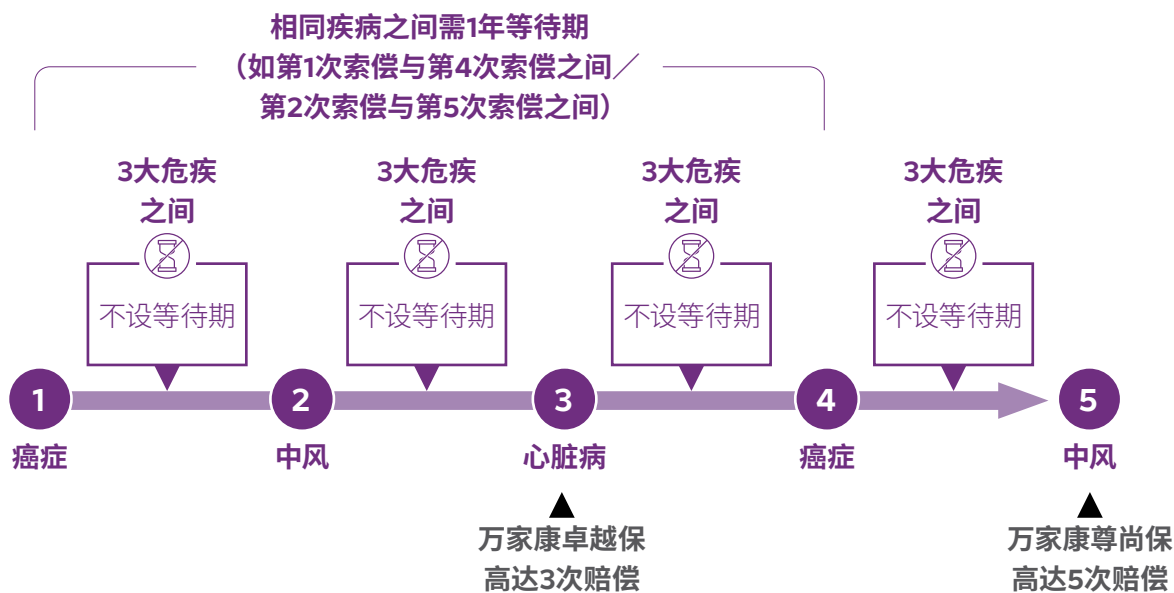 相同疾病之间需1年等待期
（如第1次索偿与第4次索偿之间／
第2次索偿与第5次索偿之间）
3大危疾
之间
不设等待期
3大危疾
之间
不设等待期
3大危疾
之间
不设等待期
3大危疾
之间
不设等待期
1
癌症
2
中风
3
心脏病
4
癌症
5
中风
万家康卓越保
高达3次赔偿
万家康尊尚保
高达5次赔偿